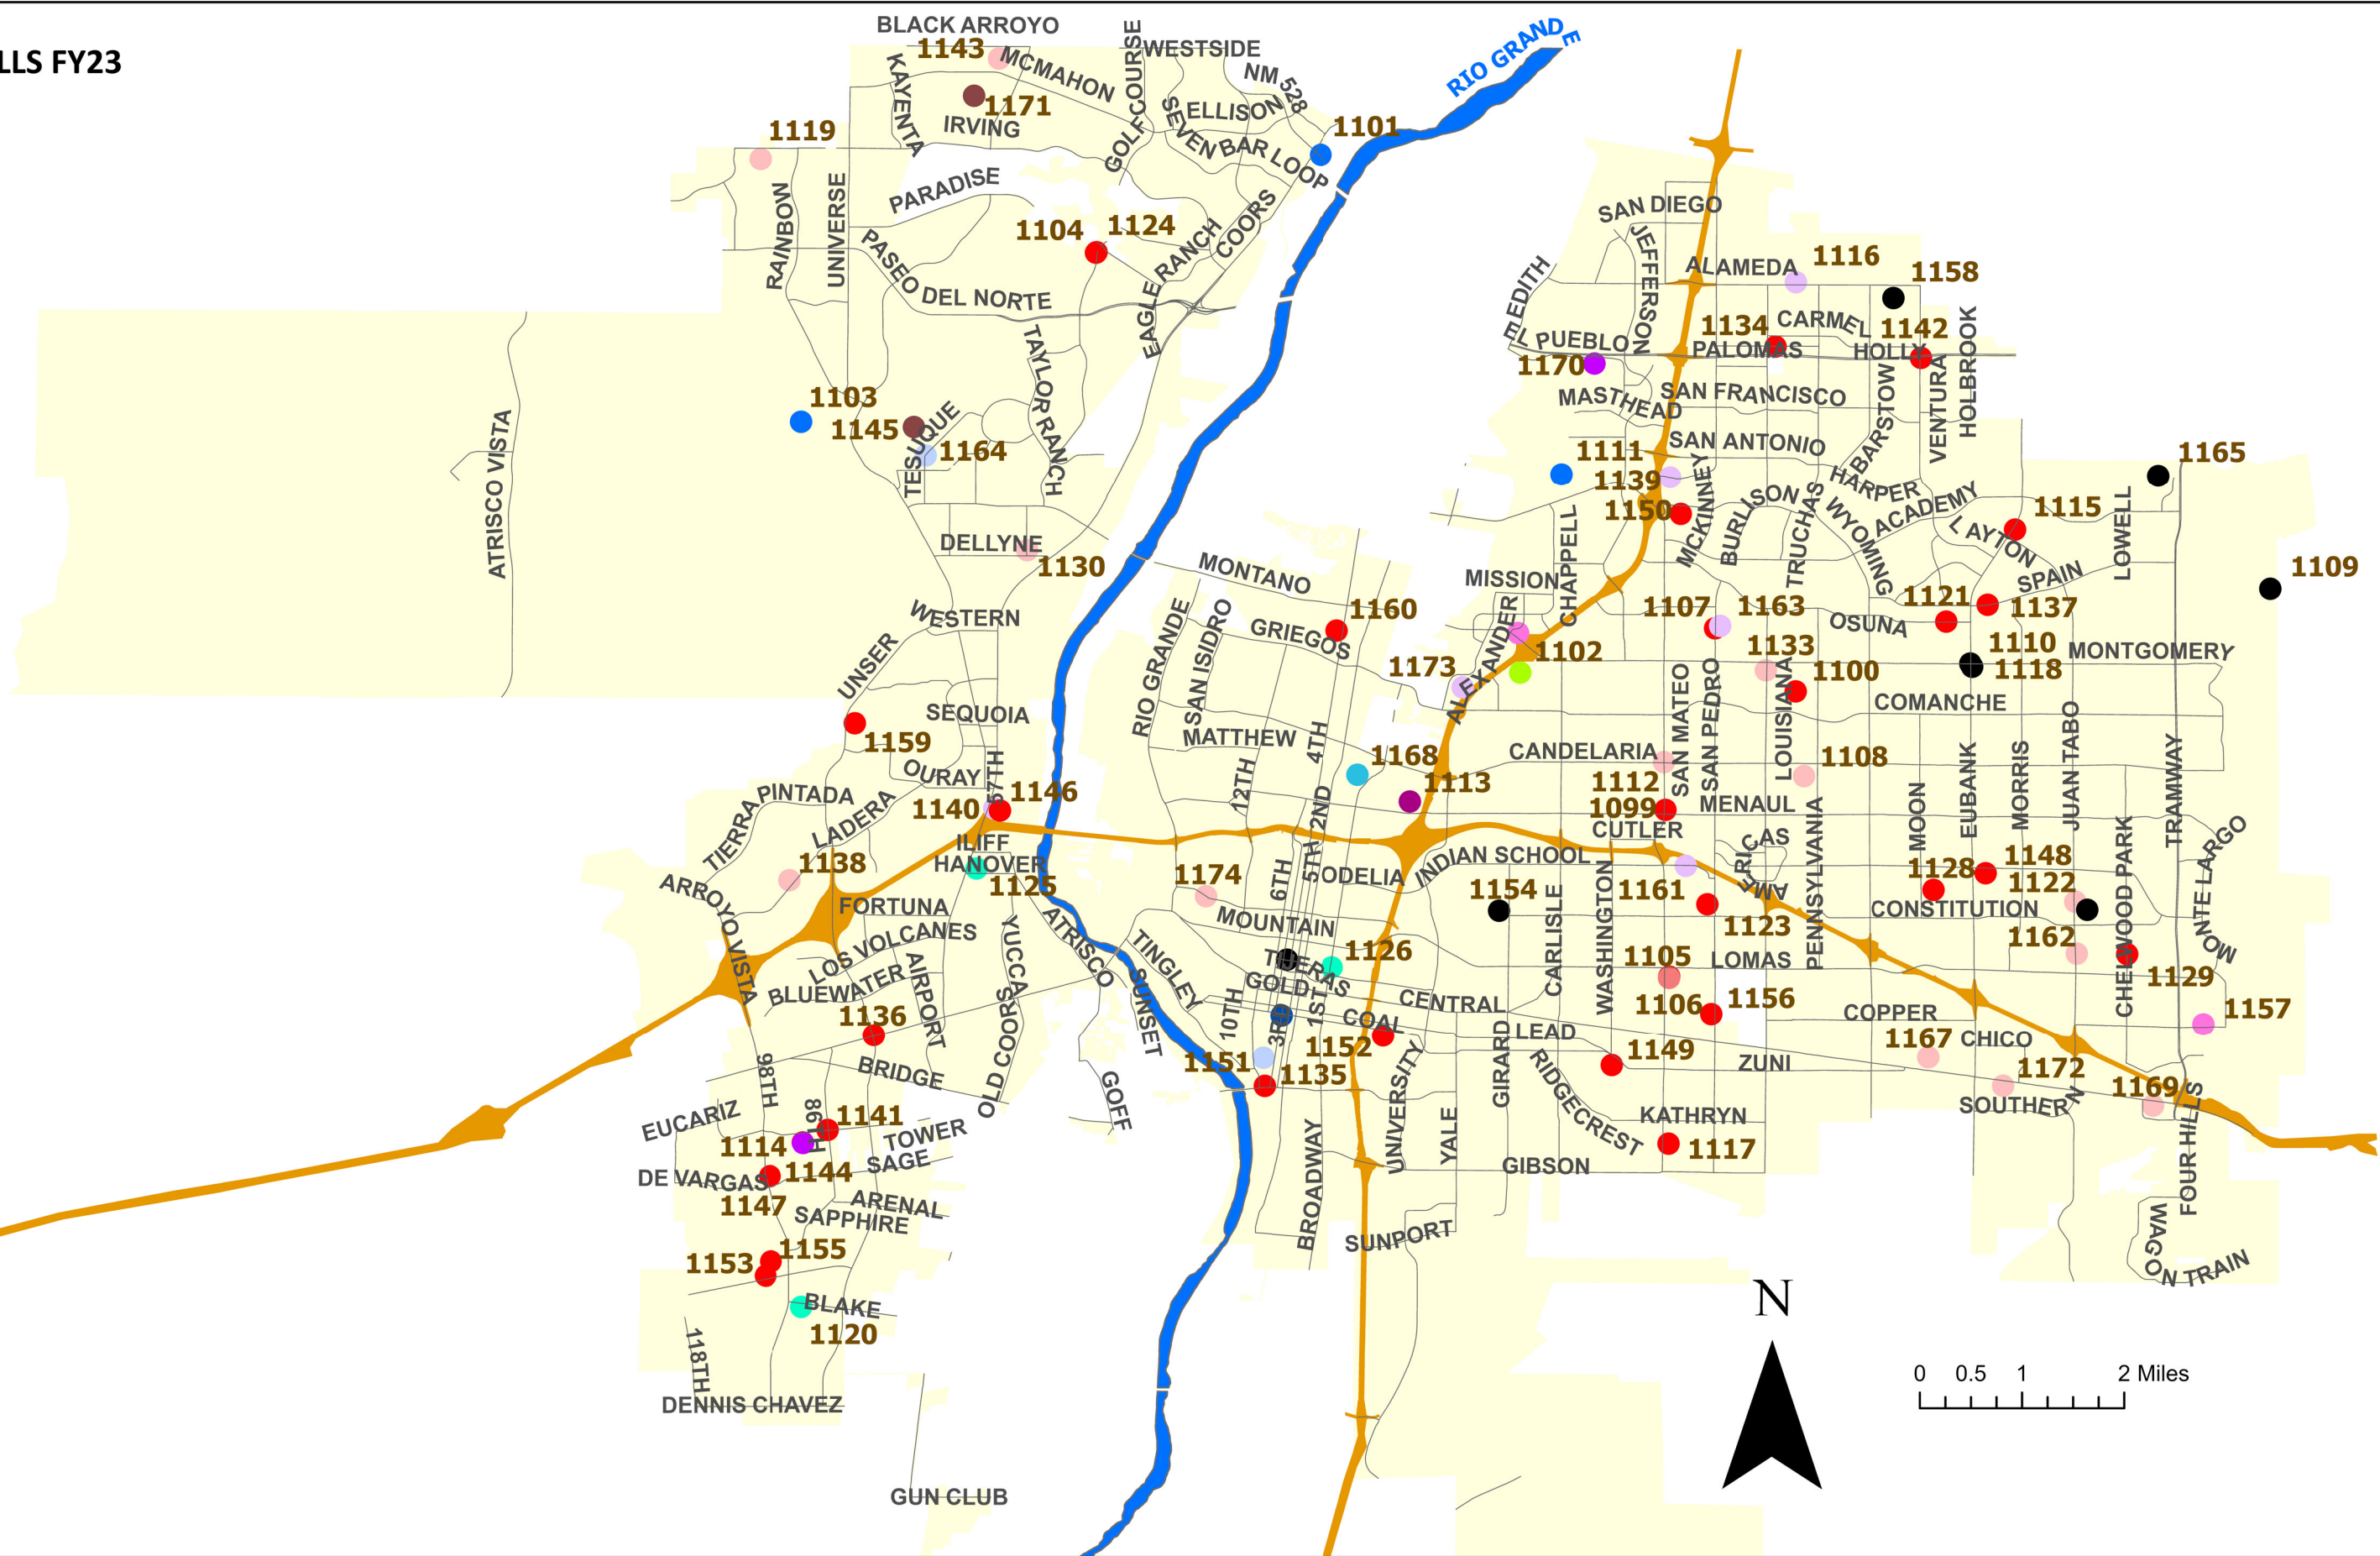 LLS FY23
BLACK ARROYO
1143
MCMAHON
KAYENTA
1171
IRVING
GOLF COURSE
WESTSIDE
NM 528
ELLISON
SEVEN BAR LOOP
1101
RIO GRANDE
1119
RAINBOW
UNIVERSE
PARADISE
PASEO DEL NORTE
1104
1124
EAGLE RANCH
COORS
TAYLOR RANCH
SAN DIEGO
JEFFERSON
EDITH
EL PUEBLO
ALAMEDA
1116
1158
1134
CARMEL
1142
PALOMAS
HOLLY
HOLBROOK
VENTURA
BARSTOW
1170
MASTHEAD
SAN FRANCISCO
SAN ANTONIO
ATRISCO VISTA
1103
1145
TESUQUE
1164
DELLYNE
1130
WESTERN
UNSER
1111
1139
1150
MCKINNEY
BURLISON
TRUCHAS
WYOMING
HARPER
ACADEMY
LAYTON
1115
1165
LOWELL
SPAIN
1109
CHAPPELL
MISSION
MONTANO
RIO GRANDE
SAN ISIDRO
GRIEGOS
1160
ALEXANDER
1102
1173
1107
1163
1133
1100
OSUNA
1121
1137
1110
1118
MONTGOMERY
COMANCHE
SEQUOIA
1159
OURAY
57TH
1146
1140
PINTADA
TIERRA
LADERA
1138
ARROYO VISTA
MATTHEW
12TH
4TH
2ND
1168
1113
CANDELARIA
1112
1099
SAN MATEO
SAN PEDRO
LOUISIANA
1108
MENAUL
CUTLER
AMERICAS
PENNSYLVANIA
MOON
EUBANK
MORRIS
JUAN TABO
TRAMWAY
CHELWOOD PARK
MONTE LARGO
ILIFF
HANOVER
1125
FORTUNA
LOS VOLCANES
BLUEWATER
AIRPORT
YUCCA
ATRISCO
SUNSET
TINGLEY
OLD COORS
GOFF
1174
MOUNTAIN
6TH
5TH
ODELIA
INDIAN SCHOOL
1154
CARLISLE
WASHINGTON
1161
1123
1128
1148
1122
CONSTITUTION
1162
1129
1126
TIJERAS
GOLD
10TH
3RD
1ST
CENTRAL
COAL
1105
LOMAS
1106
1156
COPPER
1157
1136
98TH
BRIDGE
1151
1135
1152
LEAD
GIRARD
RIDGECREST
1149
ZUNI
1167
CHICO
1172
1169
SOUTHERN
FOUR HILLS
EUCARIZ
86TH
1141
1114
TOWER
SAGE
DE VARGAS
1144
1147
ARENAL
SAPPHIRE
1153
1155
BLAKE
1120
118TH
DENNIS CHAVEZ
GUN CLUB
BROADWAY
UNIVERSITY
YALE
SUNPORT
KATHRYN
1117
GIBSON
WAGON TRAIN
N
0 0.5 1 2 Miles